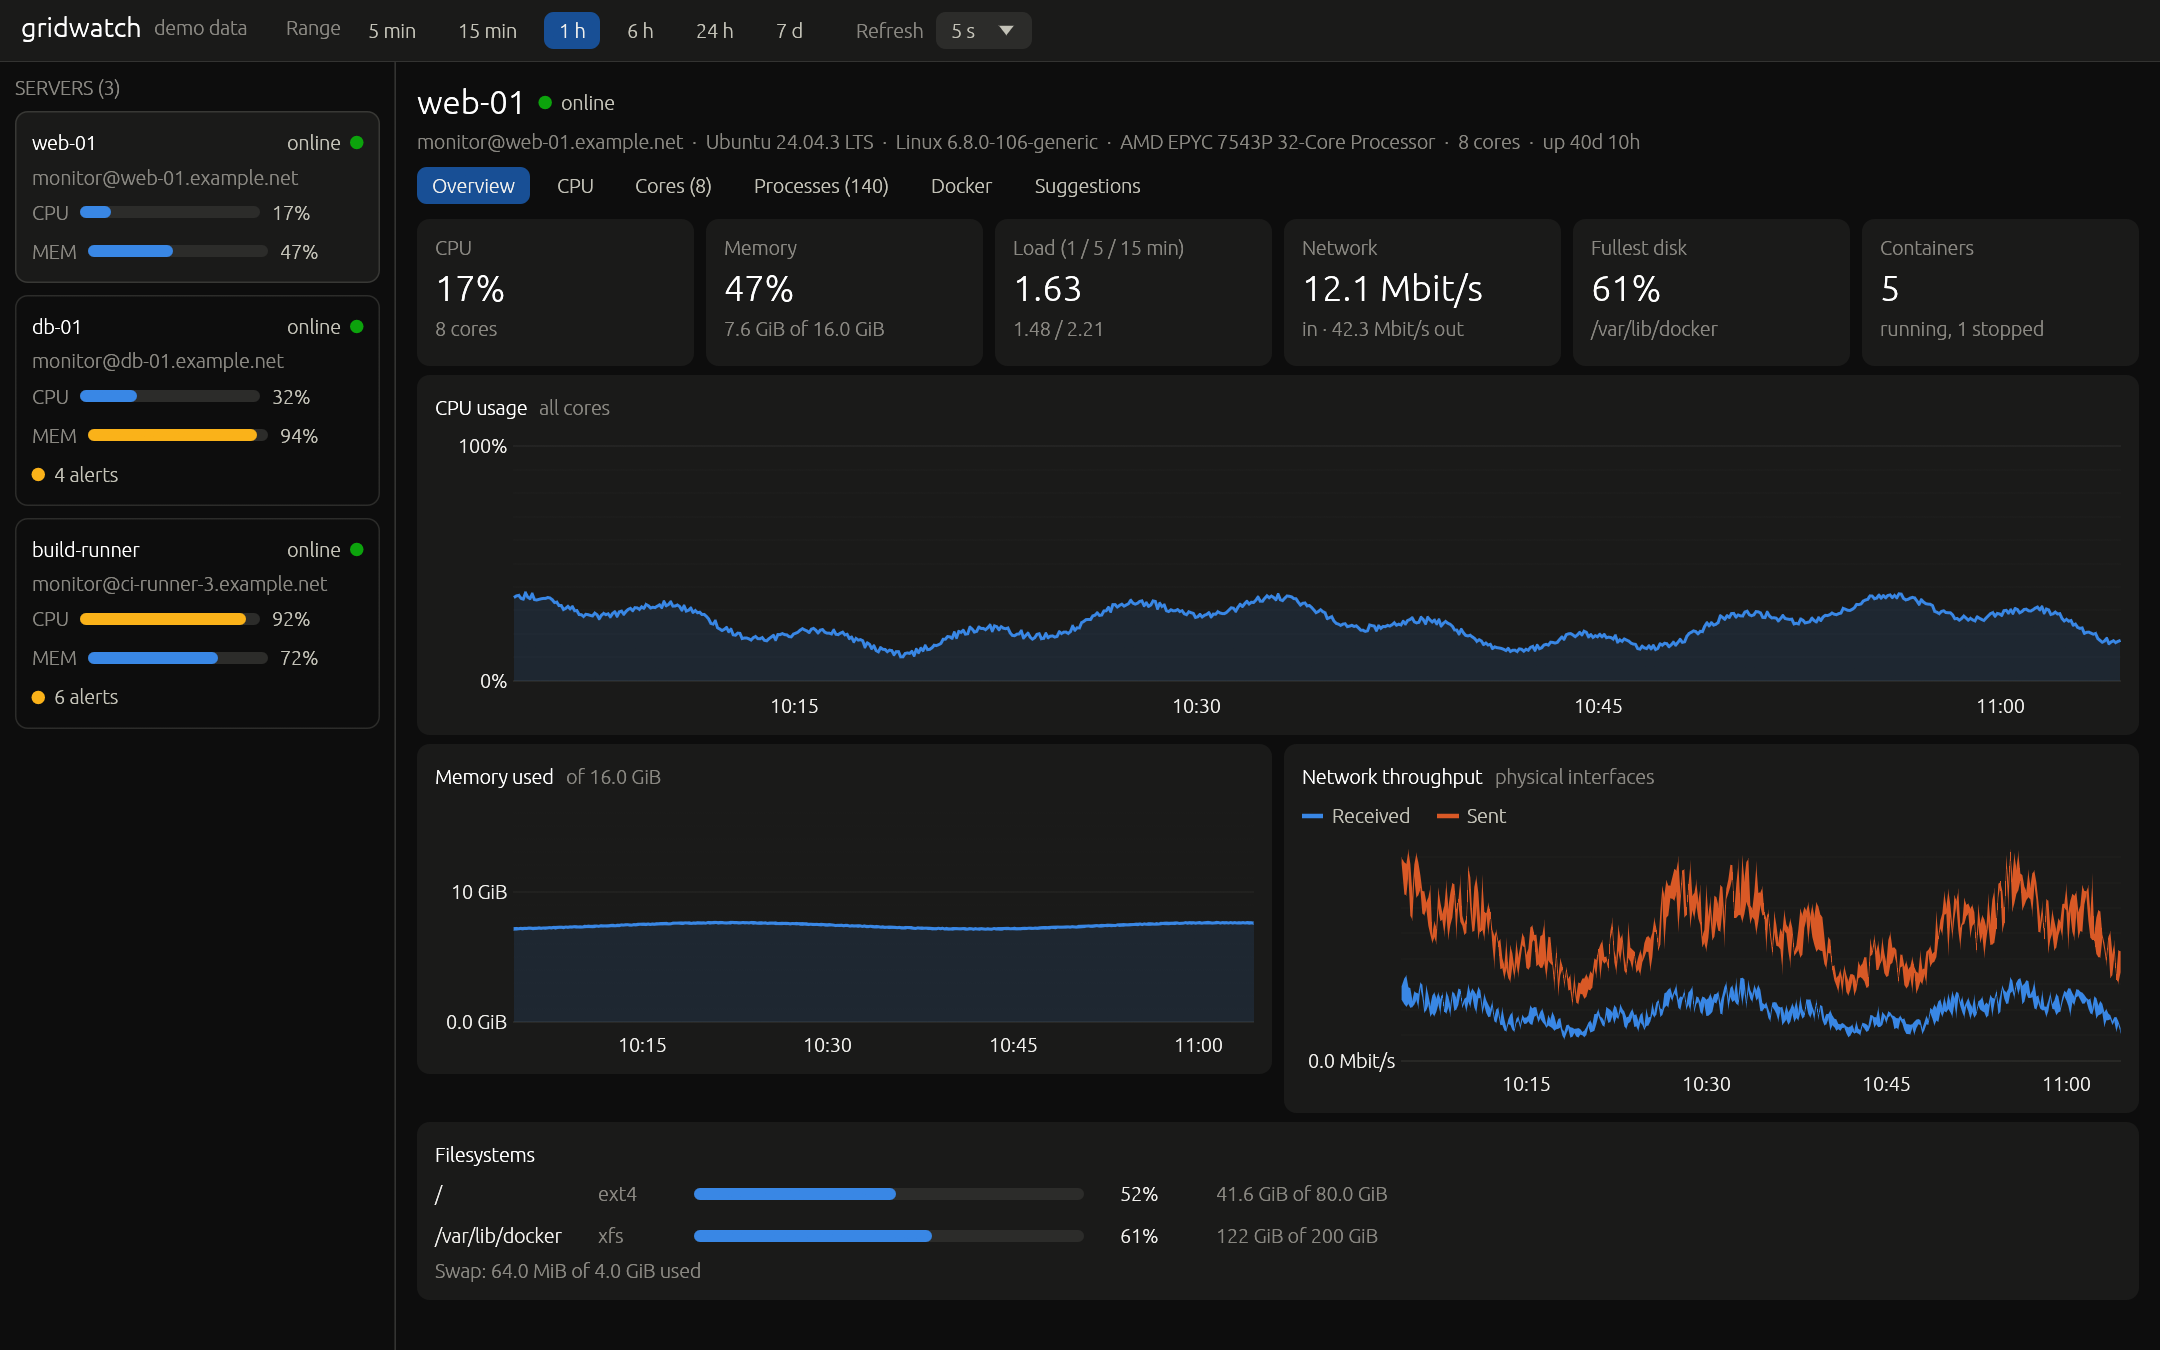 gridwatch demo data Range 5 min 15 min 1 h 6 h 24 h 7 d Refresh 5 s
SERVERS (3)
web-01 online
monitor@web-01.example.net
CPU 17%
MEM 47%
db-01 online
monitor@db-01.example.net
CPU 32%
MEM 94%
4 alerts
build-runner online
monitor@ci-runner-3.example.net
CPU 92%
MEM 72%
6 alerts
web-01 online
monitor@web-01.example.net · Ubuntu 24.04.3 LTS · Linux 6.8.0-106-generic · AMD EPYC 7543P 32-Core Processor · 8 cores · up 40d 10h
Overview CPU Cores (8) Processes (140) Docker Suggestions
CPU
17%
8 cores
Memory
47%
7.6 GiB of 16.0 GiB
Load (1 / 5 / 15 min)
1.63
1.48 / 2.21
Network
12.1 Mbit/s
in · 42.3 Mbit/s out
Fullest disk
61%
/var/lib/docker
Containers
5
running, 1 stopped
CPU usage all cores
100%
0%
10:15 10:30 10:45 11:00
Memory used of 16.0 GiB
10 GiB
0.0 GiB
10:15 10:30 10:45 11:00
Network throughput physical interfaces
Received Sent
0.0 Mbit/s
10:15 10:30 10:45 11:00
Filesystems
/ ext4 52% 41.6 GiB of 80.0 GiB
/var/lib/docker xfs 61% 122 GiB of 200 GiB
Swap: 64.0 MiB of 4.0 GiB used